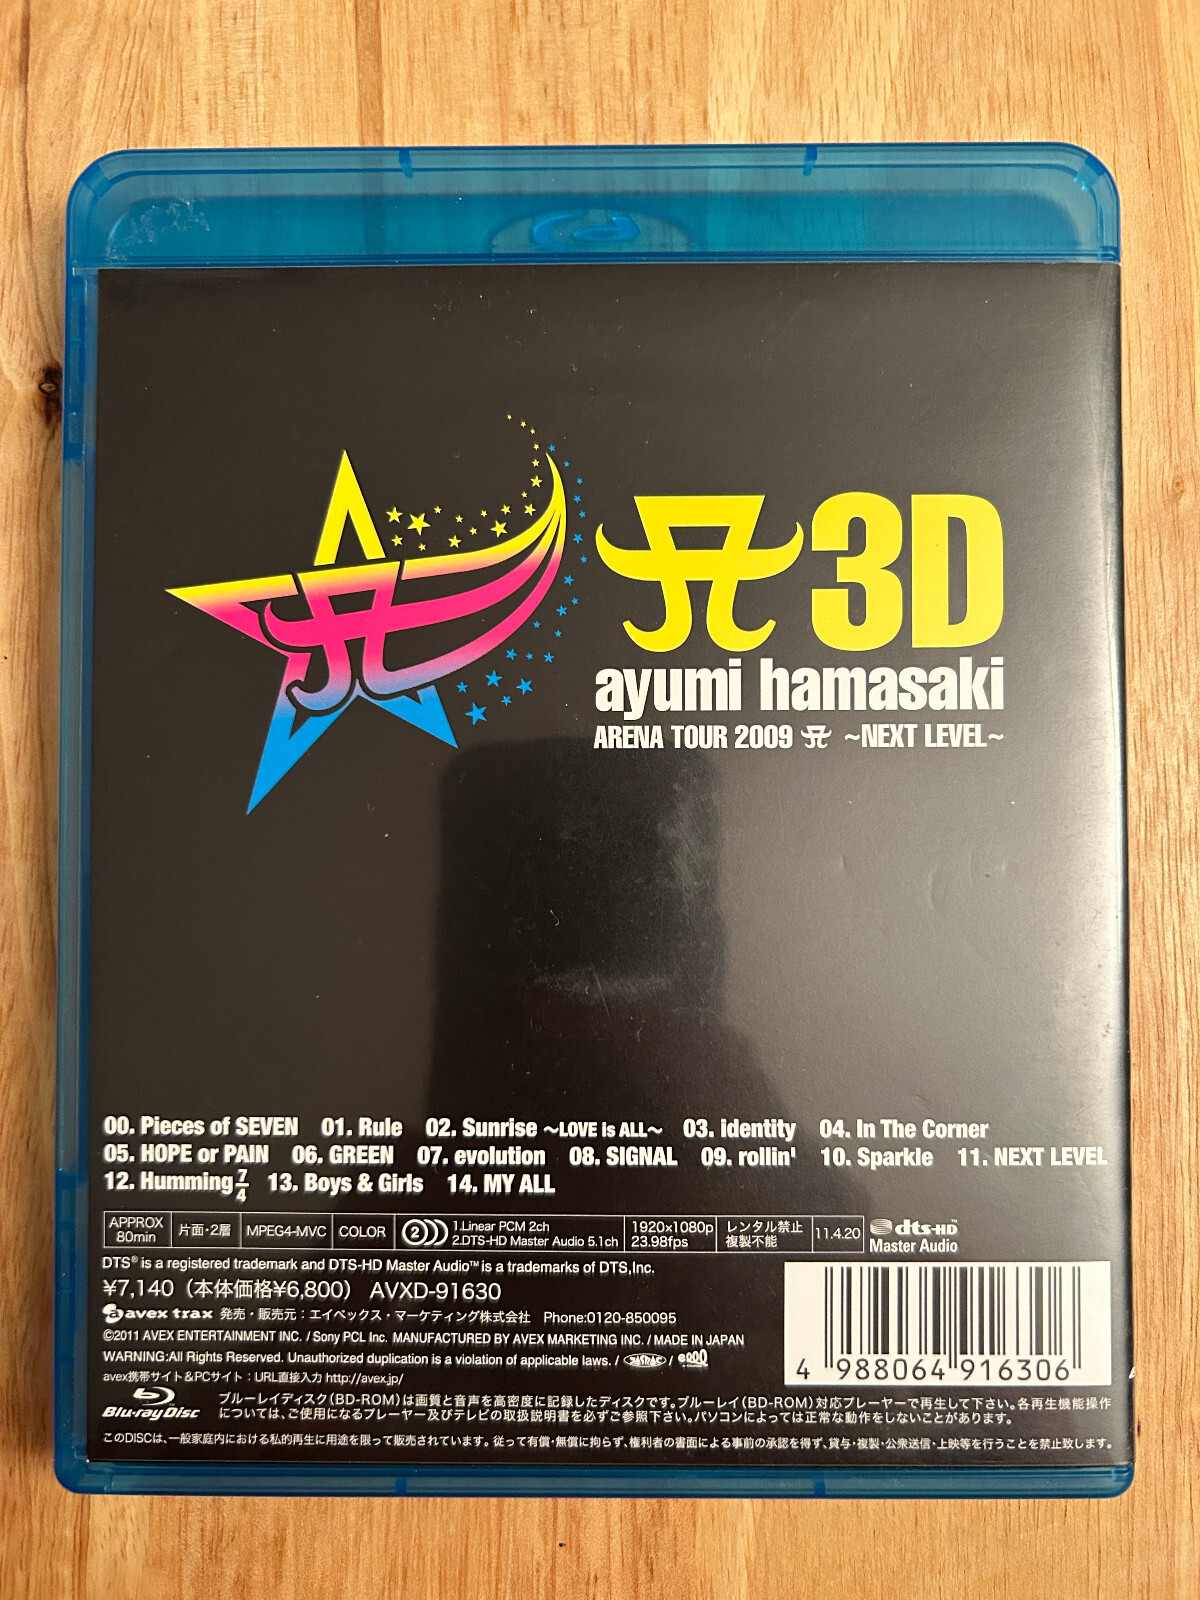 3D
ayumi hamasaki
ARENA TOUR 2009 A ~NEXT LEVEL~
00. Pieces of SEVEN 01. Rule 02. Sunrise ~LOVE is ALL~ 03. identity 04. In The Corner
05. HOPE or PAIN 06. GREEN 07. evolution 08. SIGNAL 09. rollin' 10. Sparkle 11. NEXT LEVEL
12. Humming 7/4 13. Boys & Girls 14. MY ALL
APPROX 80min 片面・2層 MPEG4-MVC COLOR 2 1.Linear PCM 2ch 2.DTS-HD Master Audio 5.1ch 1920×1080p 23.98fps レンタル禁止 複製不能 11.4.20 dts-HD Master Audio
DTS® is a registered trademark and DTS-HD Master Audio™ is a trademarks of DTS,Inc.
¥7,140（本体価格¥6,800） AVXD-91630
avex trax 発売・販売元：エイベックス・マーケティング株式会社 Phone:0120-850095
©2011 AVEX ENTERTAINMENT INC. / Sony PCL Inc. MANUFACTURED BY AVEX MARKETING INC. / MADE IN JAPAN
WARNING:All Rights Reserved. Unauthorized duplication is a violation of applicable laws. /
avex携帯サイト&PCサイト：URL直接入力 http://avex.jp/
4 988064 916306
Blu-ray Disc
ブルーレイディスク(BD-ROM)は画質と音声を高密度に記録したディスクです。ブルーレイ(BD-ROM)対応プレーヤーで再生して下さい。各再生機能操作
については、ご使用になるプレーヤー及びテレビの取扱説明書を必ずご参照下さい。パソコンによっては正常な動作をしないことがあります。
このDISCは、一般家庭内における私的再生に用途を限って販売されています。従って有償・無償に拘らず、権利者の書面による事前の承認を得ず、貸与・複製・公衆送信・上映等を行うことを禁止致します。